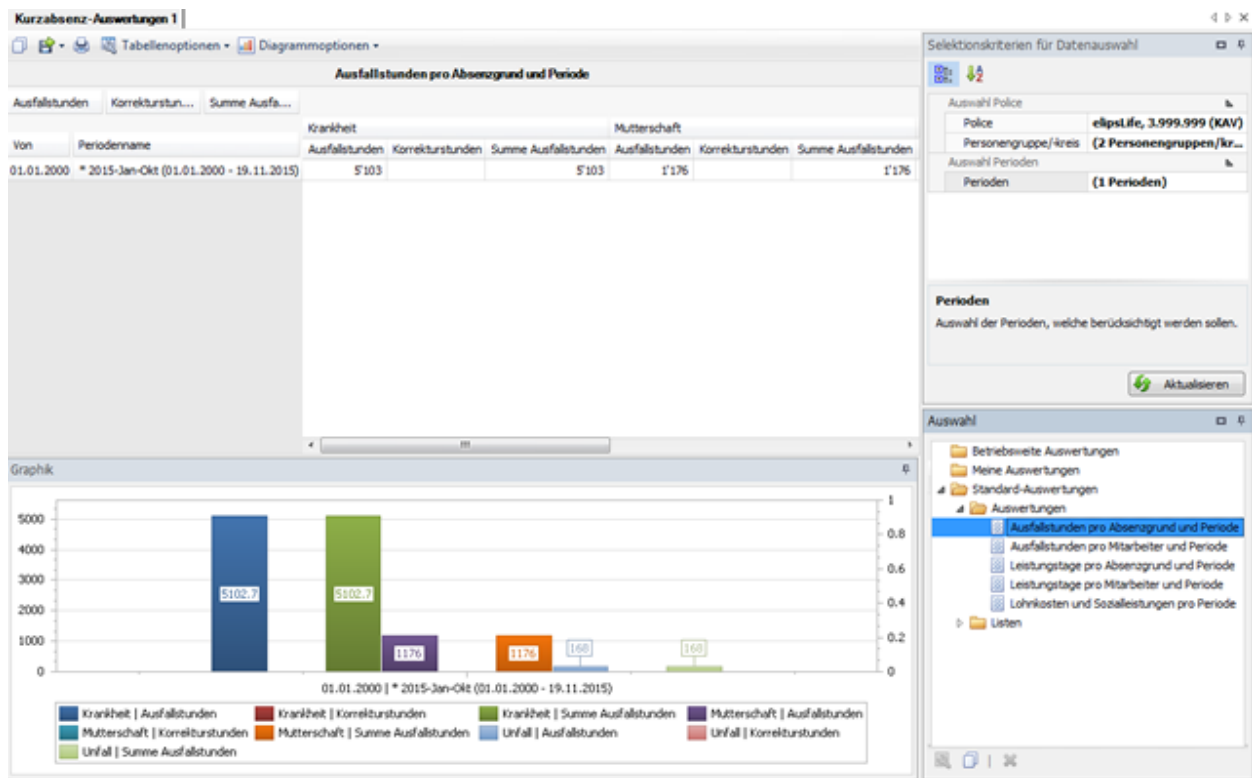 Kurzabsenz-Auswertungen 1
Tabellenoptionen
Diagrammoptionen
Ausfallstunden pro Absenzgrund und Periode
Ausfallstunden Korrekturstun... Summe Ausfa...
Krankheit Mutterschaft
Von Periodenname Ausfallstunden Korrekturstunden Summe Ausfallstunden Ausfallstunden Korrekturstunden Summe Ausfallstunden
01.01.2000 * 2015-Jan-Okt (01.01.2000 - 19.11.2015) 5'103 5'103 1'176 1'176
Graphik
5000
4000
3000
2000
1000
0
5102.7
5102.7
1176
1176
168
168
1
0.8
0.6
0.4
0.2
0
01.01.2000 | * 2015-Jan-Okt (01.01.2000 - 19.11.2015)
Krankheit | Ausfallstunden Krankheit | Korrekturstunden Krankheit | Summe Ausfallstunden Mutterschaft | Ausfallstunden
Mutterschaft | Korrekturstunden Mutterschaft | Summe Ausfallstunden Unfall | Ausfallstunden Unfall | Korrekturstunden
Unfall | Summe Ausfallstunden
Selektionskriterien für Datenauswahl
Auswahl Police
Police elipsLife, 3.999.999 (KAV)
Personengruppe/-kreis (2 Personengruppen/kr...
Auswahl Perioden
Perioden (1 Perioden)
Perioden
Auswahl der Perioden, welche berücksichtigt werden sollen.
Aktualisieren
Auswahl
Betriebsweite Auswertungen
Meine Auswertungen
Standard-Auswertungen
Auswertungen
Ausfallstunden pro Absenzgrund und Periode
Ausfallstunden pro Mitarbeiter und Periode
Leistungstage pro Absenzgrund und Periode
Leistungstage pro Mitarbeiter und Periode
Lohnkosten und Sozialleistungen pro Periode
Listen